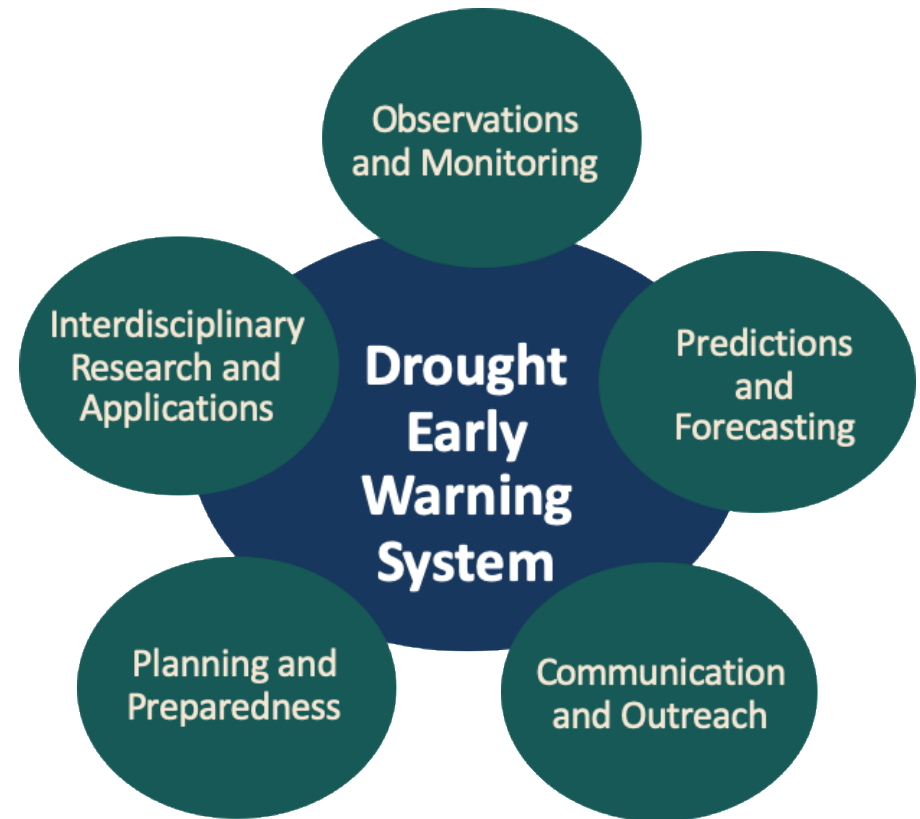 Observations
and Monitoring
Interdisciplinary
Research and
Applications
Drought
Early
Warning
System
Predictions
and
Forecasting
Planning and
Preparedness
Communication
and Outreach